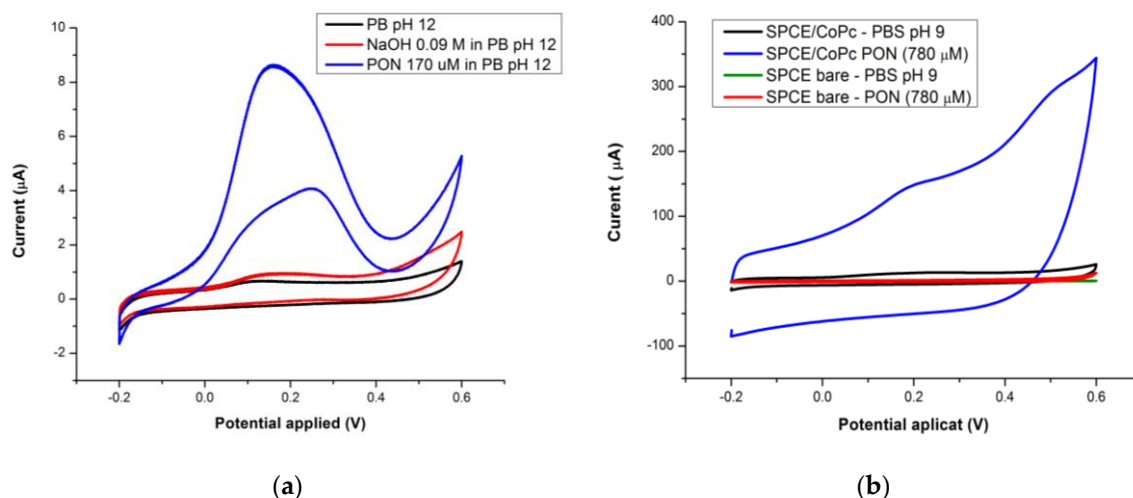 PB pH 12
NaOH 0.09 M in PB pH 12
PON 170 uM in PB pH 12
10
8
6
4
2
0
-2
Current (μA)
-0.2
0.0
0.2
0.4
0.6
Potential applied (V)
(a)
SPCE/CoPc - PBS pH 9
SPCE/CoPc PON (780 μM)
SPCE bare - PBS pH 9
SPCE bare - PON (780 μM)
400
300
200
100
0
-100
Curent ( μA)
-0.2
0.0
0.2
0.4
0.6
Potential aplicat (V)
(b)